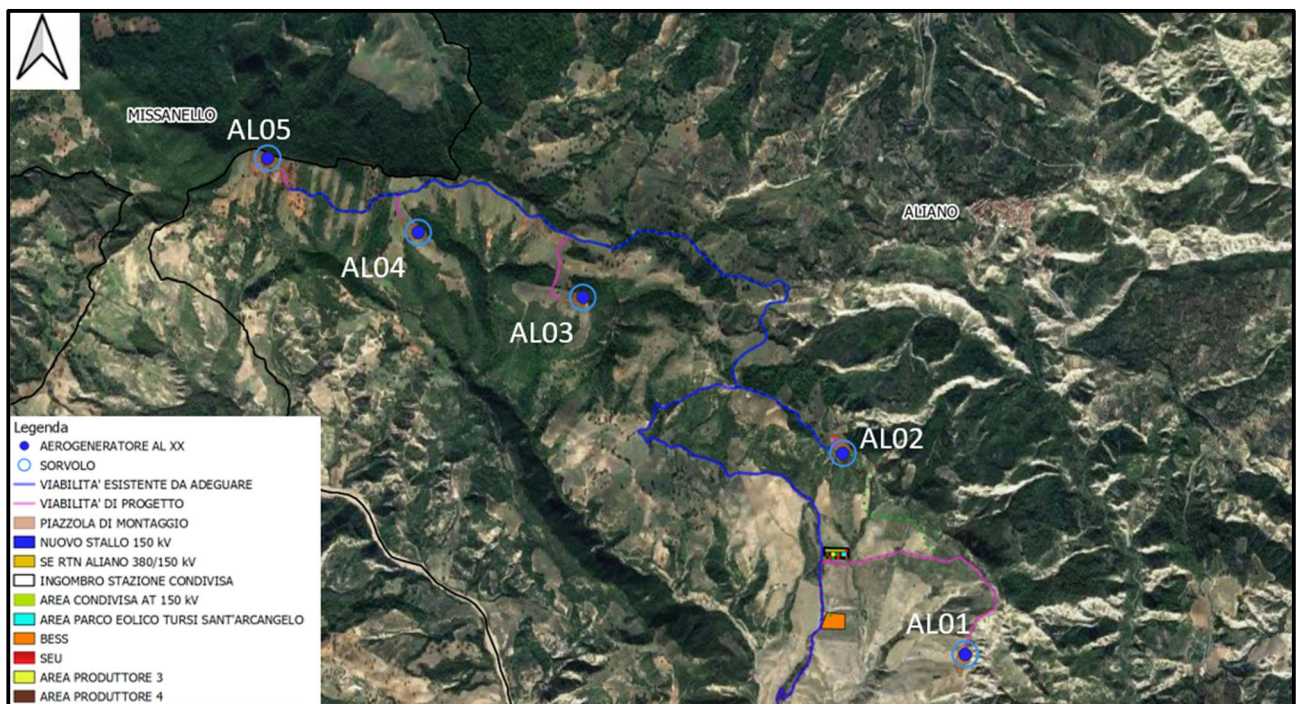 MISSANELLO
AL05
ALIANO
AL04
AL03
AL02
AL01
Legenda
AEROGENERATORE AL XX
SORVOLO
VIABILITA' ESISTENTE DA ADEGUARE
VIABILITA' DI PROGETTO
PIAZZOLA DI MONTAGGIO
NUOVO STALLO 150 kV
SE RTN ALIANO 380/150 kV
INGOMBRO STAZIONE CONDIVISA
AREA CONDIVISA AT 150 kV
AREA PARCO EOLICO TURSI SANT'ARCANGELO
BESS
SEU
AREA PRODUTTORE 3
AREA PRODUTTORE 4